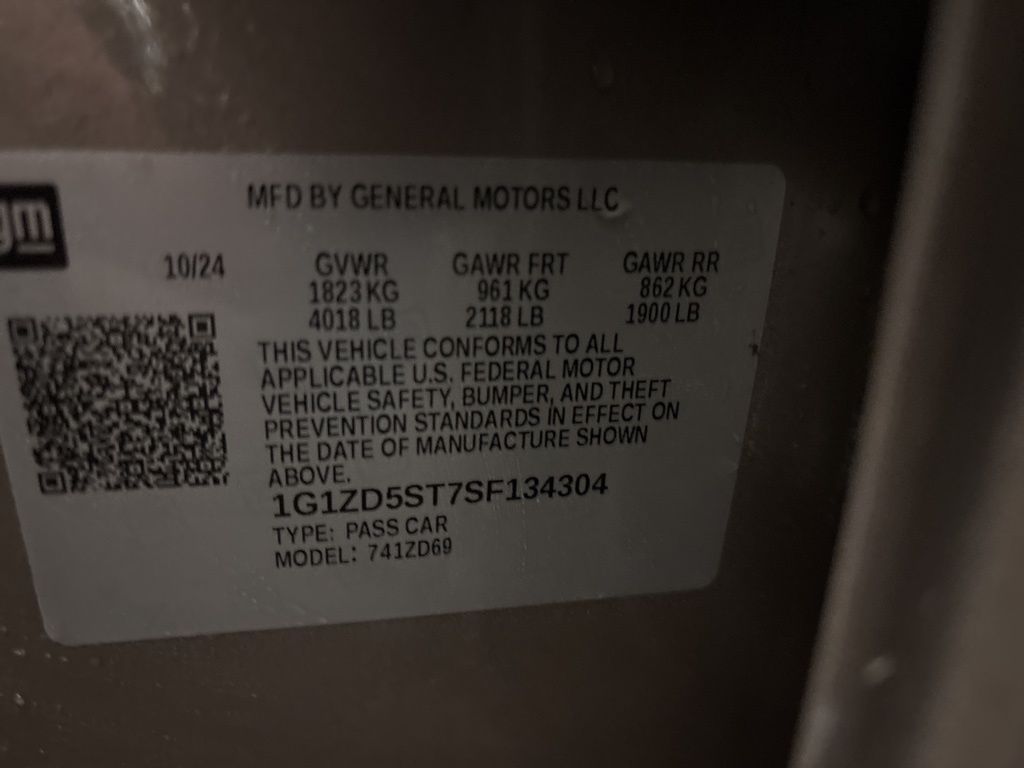 gm
MFD BY GENERAL MOTORS LLC
10/24 GVWR GAWR FRT GAWR RR
1823 KG 961 KG 862 KG
4018 LB 2118 LB 1900 LB
THIS VEHICLE CONFORMS TO ALL
APPLICABLE U.S. FEDERAL MOTOR
VEHICLE SAFETY, BUMPER, AND THEFT
PREVENTION STANDARDS IN EFFECT ON
THE DATE OF MANUFACTURE SHOWN
ABOVE.
1G1ZD5ST7SF134304
TYPE: PASS CAR
MODEL: 741ZD69